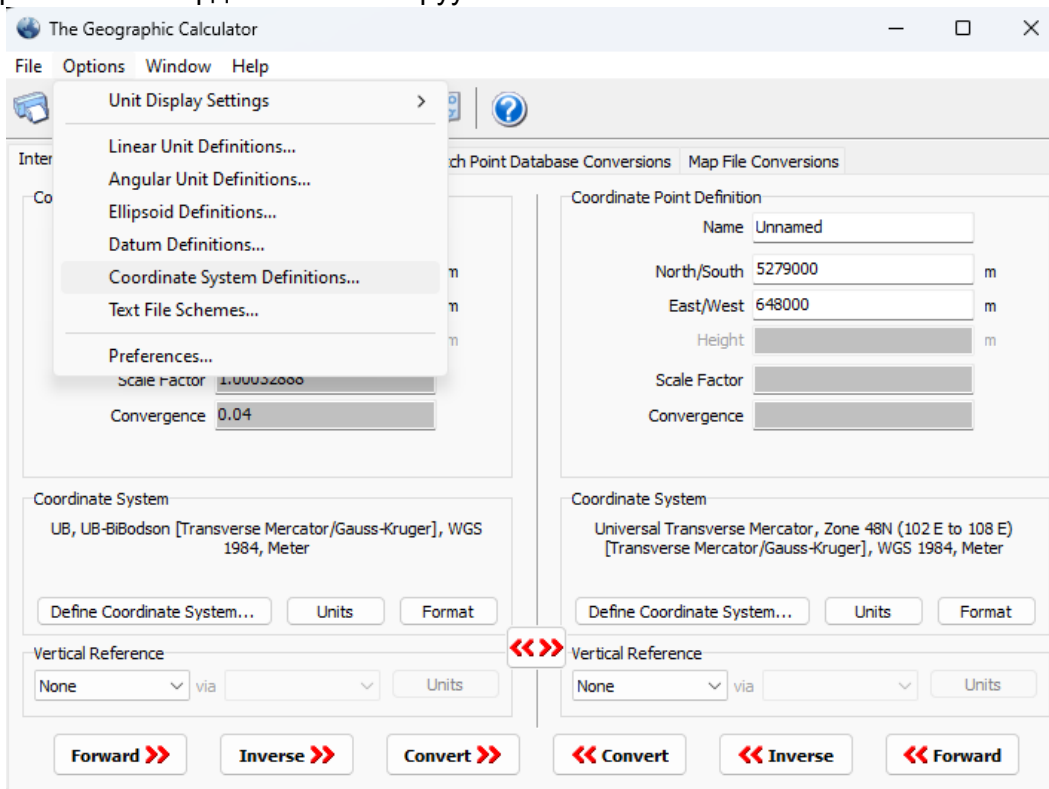 The Geographic Calculator
File Options Window Help
Unit Display Settings >
Linear Unit Definitions...
Angular Unit Definitions...
Ellipsoid Definitions...
Datum Definitions...
Coordinate System Definitions...
Text File Schemes...
Preferences...
Inter
ch Point Database Conversions Map File Conversions
Co
m
m
m
Scale Factor 1.00032888
Convergence 0.04
Coordinate Point Definition
Name Unnamed
North/South 5279000 m
East/West 648000 m
Height m
Scale Factor
Convergence
Coordinate System
UB, UB-BiBodson [Transverse Mercator/Gauss-Kruger], WGS
1984, Meter
Define Coordinate System... Units Format
Coordinate System
Universal Transverse Mercator, Zone 48N (102 E to 108 E)
[Transverse Mercator/Gauss-Kruger], WGS 1984, Meter
Define Coordinate System... Units Format
Vertical Reference
None via Units
Vertical Reference
None via Units
Forward Inverse Convert
Convert Inverse Forward